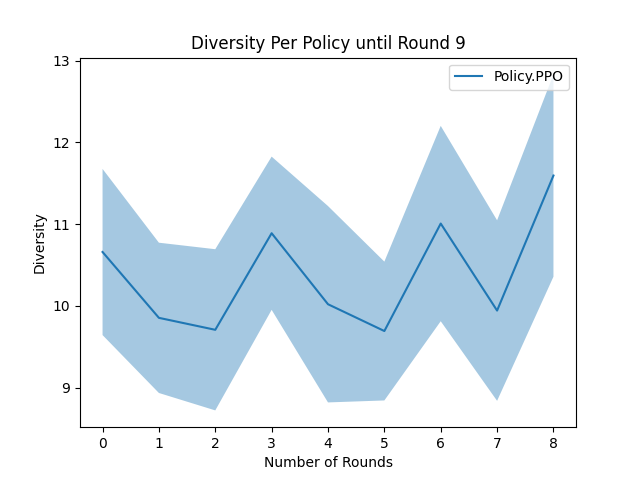 Diversity Per Policy until Round 9
Policy.PPO
13
12
11
10
9
Diversity
0 1 2 3 4 5 6 7 8
Number of Rounds